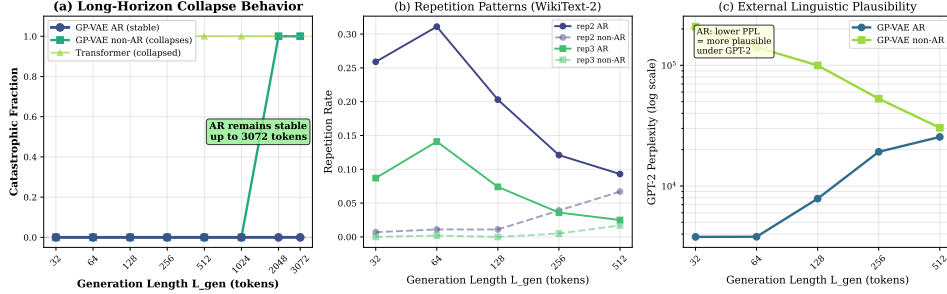 (a) Long-Horizon Collapse Behavior
GP-VAE AR (stable)
GP-VAE non-AR (collapses)
Transformer (collapsed)
AR remains stable
up to 3072 tokens
Catastrophic Fraction
1.0
0.8
0.6
0.4
0.2
0.0
32
64
128
256
512
1024
2048
3072
Generation Length L_gen (tokens)
(b) Repetition Patterns (WikiText-2)
rep2 AR
rep2 non-AR
rep3 AR
rep3 non-AR
Repetition Rate
0.30
0.25
0.20
0.15
0.10
0.05
0.00
32
64
128
256
512
Generation Length L_gen (tokens)
(c) External Linguistic Plausibility
AR: lower PPL
= more plausible
under GPT-2
GP-VAE AR
GP-VAE non-AR
GPT-2 Perplexity (log scale)
10⁵
10⁴
32
64
128
256
512
Generation Length L_gen (tokens)